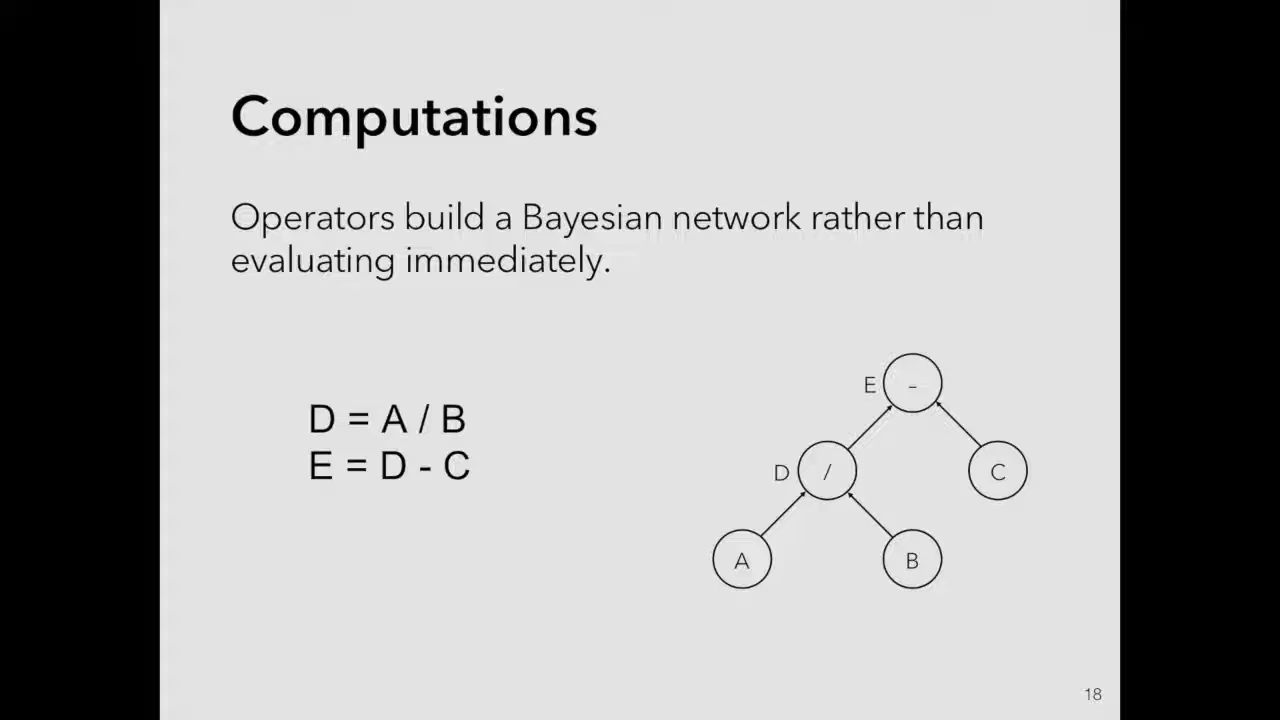 Computations
Operators build a Bayesian network rather than
evaluating immediately.
D = A / B
E = D - C
E -
D / C
A B
18